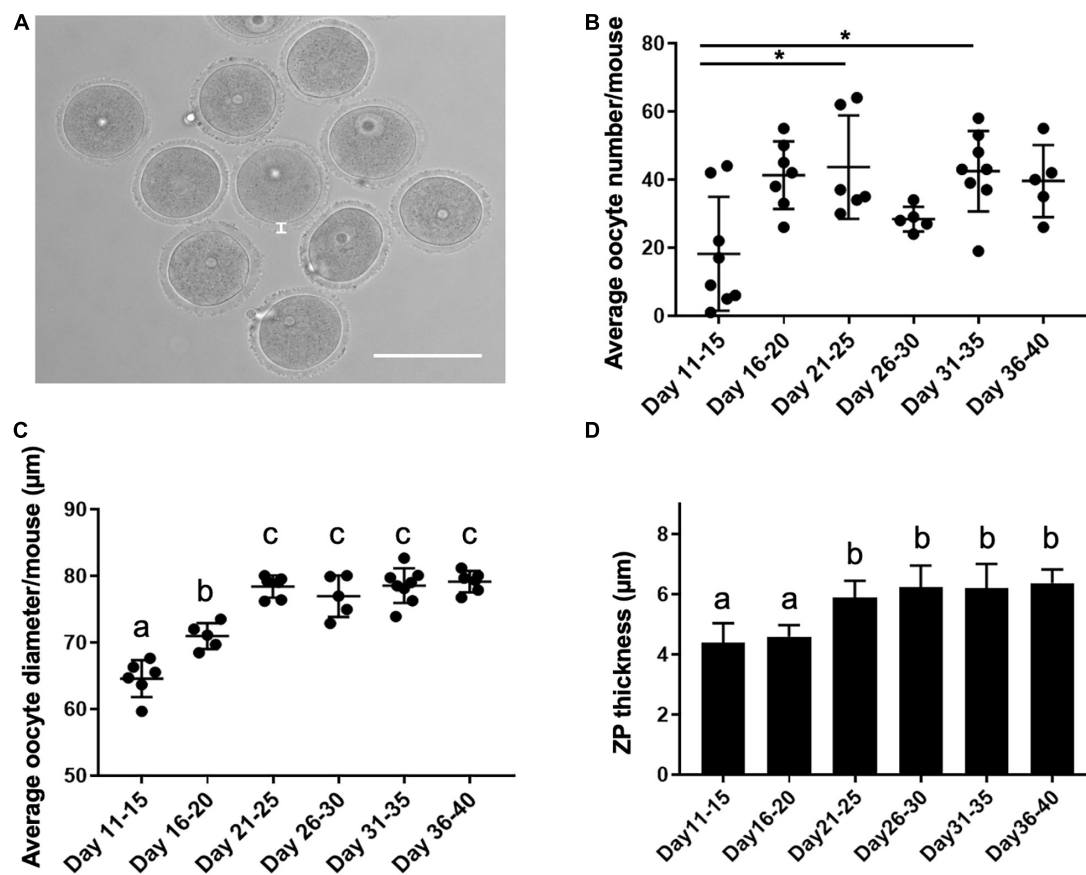 A
B
Average oocyte number/mouse
80
60
40
20
0
*
*
Day 11-15
Day 16-20
Day 21-25
Day 26-30
Day 31-35
Day 36-40
C
Average oocyte diameter/mouse (μm)
90
80
70
60
50
a
b
c
c
c
c
Day 11-15
Day 16-20
Day 21-25
Day 26-30
Day 31-35
Day 36-40
D
ZP thickness (μm)
8
6
4
2
0
a
a
b
b
b
b
Day11-15
Day16-20
Day21-25
Day26-30
Day31-35
Day36-40